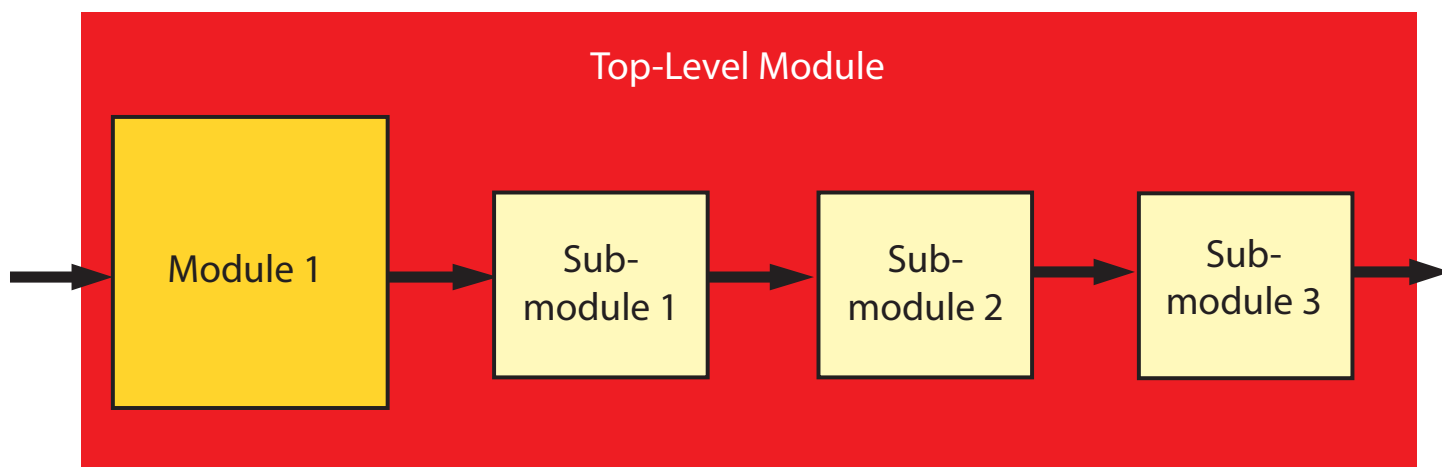 Top-Level Module
Module 1
Sub-
module 1
Sub-
module 2
Sub-
module 3